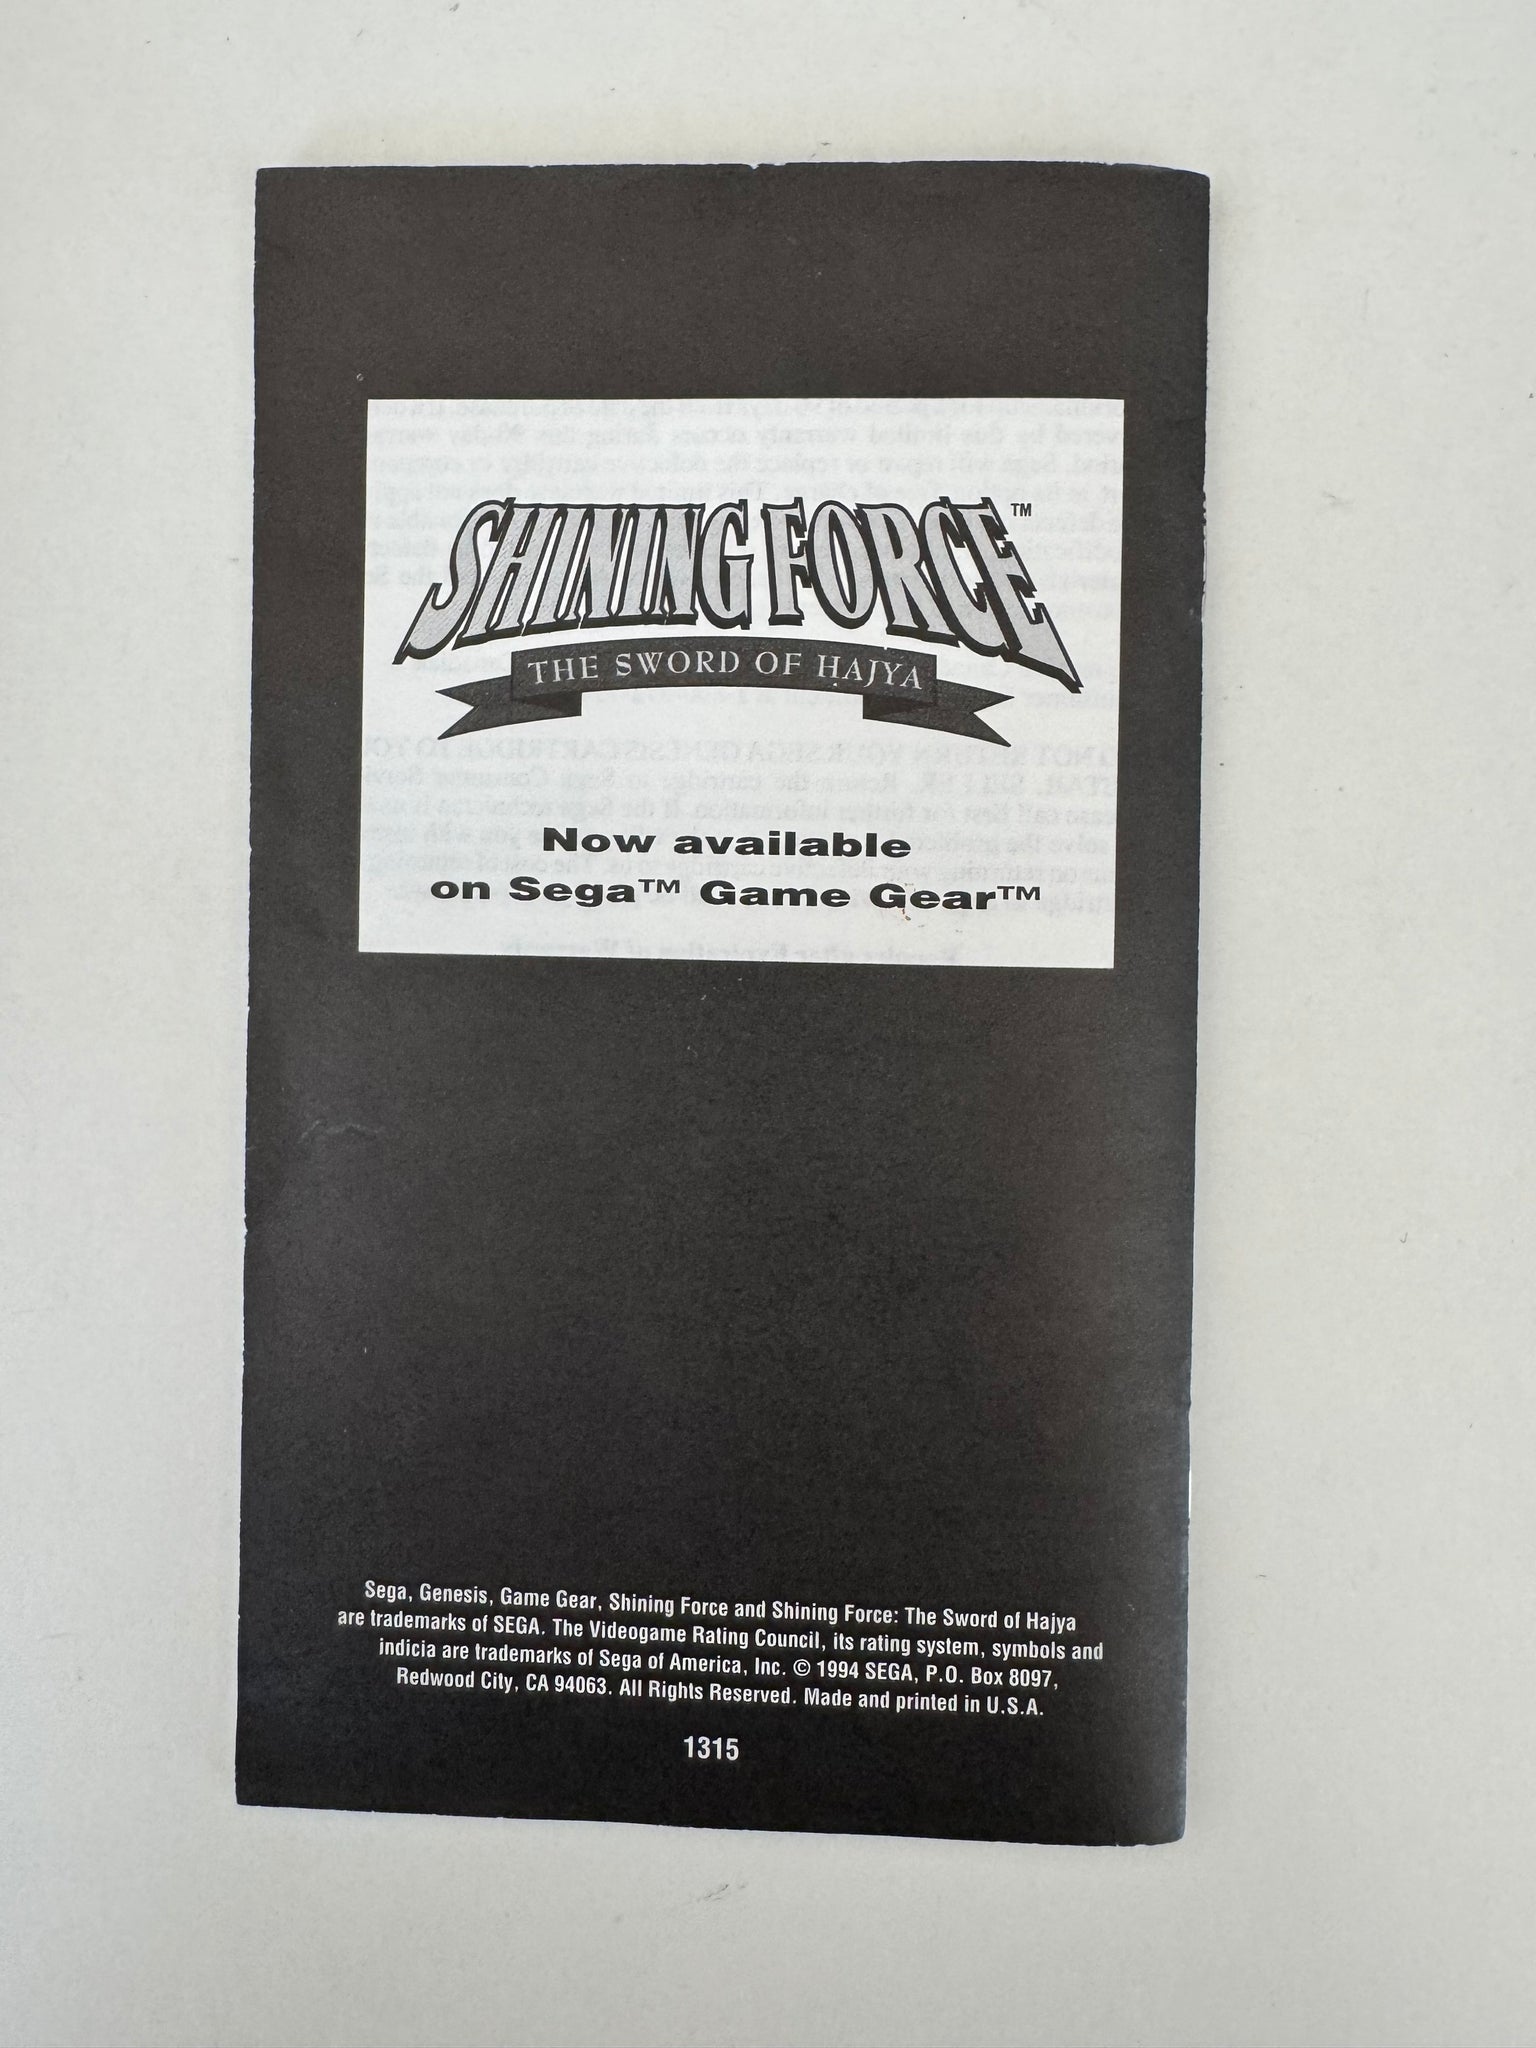 SHINING FORCE™
THE SWORD OF HAJYA
Now available
on Sega™ Game Gear™
Sega, Genesis, Game Gear, Shining Force and Shining Force: The Sword of Hajya
are trademarks of SEGA. The Videogame Rating Council, its rating system, symbols and
indicia are trademarks of Sega of America, Inc. © 1994 SEGA, P.O. Box 8097,
Redwood City, CA 94063. All Rights Reserved. Made and printed in U.S.A.
1315